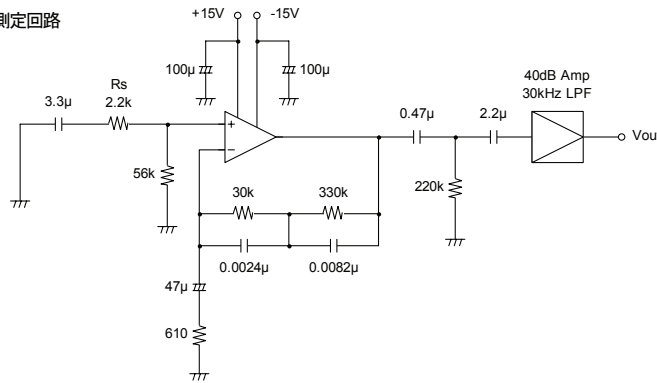 測定回路
+15V
-15V
100μ
100μ
40dB Amp
30kHz LPF
3.3μ
Rs
2.2k
0.47μ
2.2μ
+
−
Vou
56k
30k
330k
220k
0.0024μ
0.0082μ
47μ
610